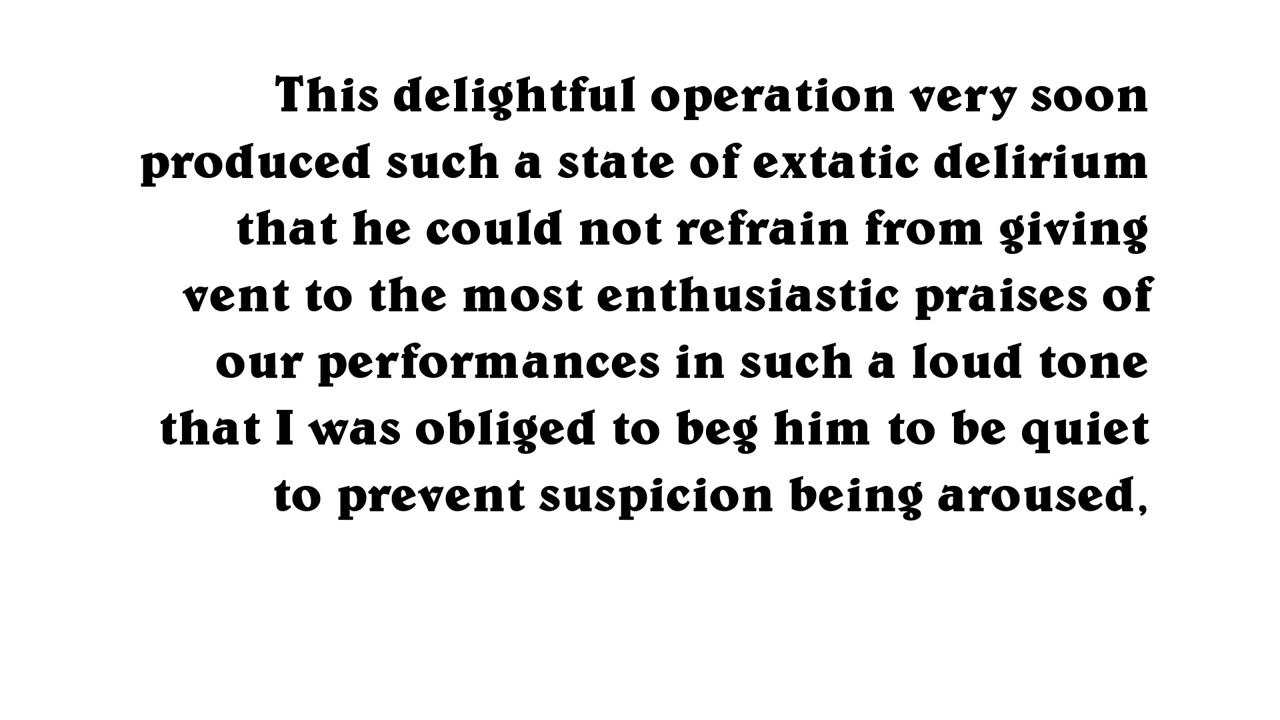 This delightful operation very soon
produced such a state of extatic delirium
that he could not refrain from giving
vent to the most enthusiastic praises of
our performances in such a loud tone
that I was obliged to beg him to be quiet
to prevent suspicion being aroused,